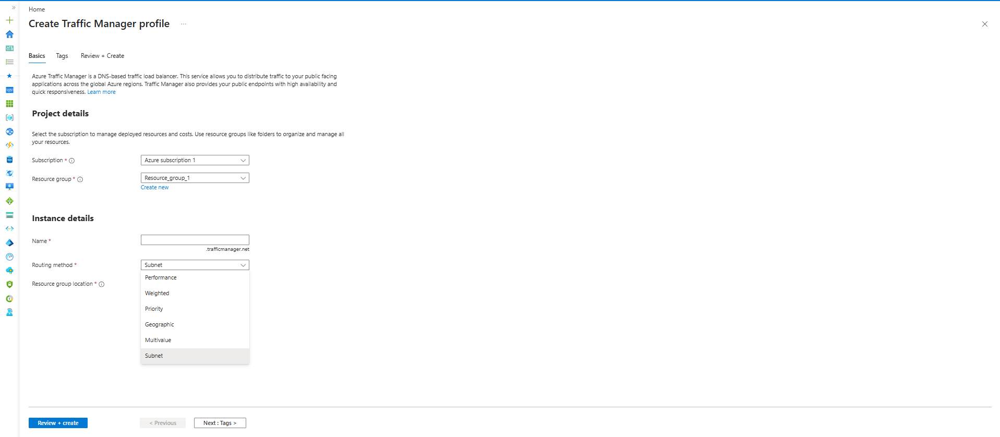 Home
Create Traffic Manager profile
Basics Tags Review + Create
Azure Traffic Manager is a DNS-based traffic load balancer. This service allows you to distribute traffic to your public facing
applications across the global Azure regions. Traffic Manager also provides your public endpoints with high availability and
quick responsiveness. Learn more
Project details
Select the subscription to manage deployed resources and costs. Use resource groups like folders to organize and manage all
your resources.
Subscription * Azure subscription 1
Resource group * Resource_group_1
Create new
Instance details
Name *
.trafficmanager.net
Routing method * Subnet
Performance
Resource group location *
Weighted
Priority
Geographic
Multivalue
Subnet
Review + create < Previous Next : Tags >